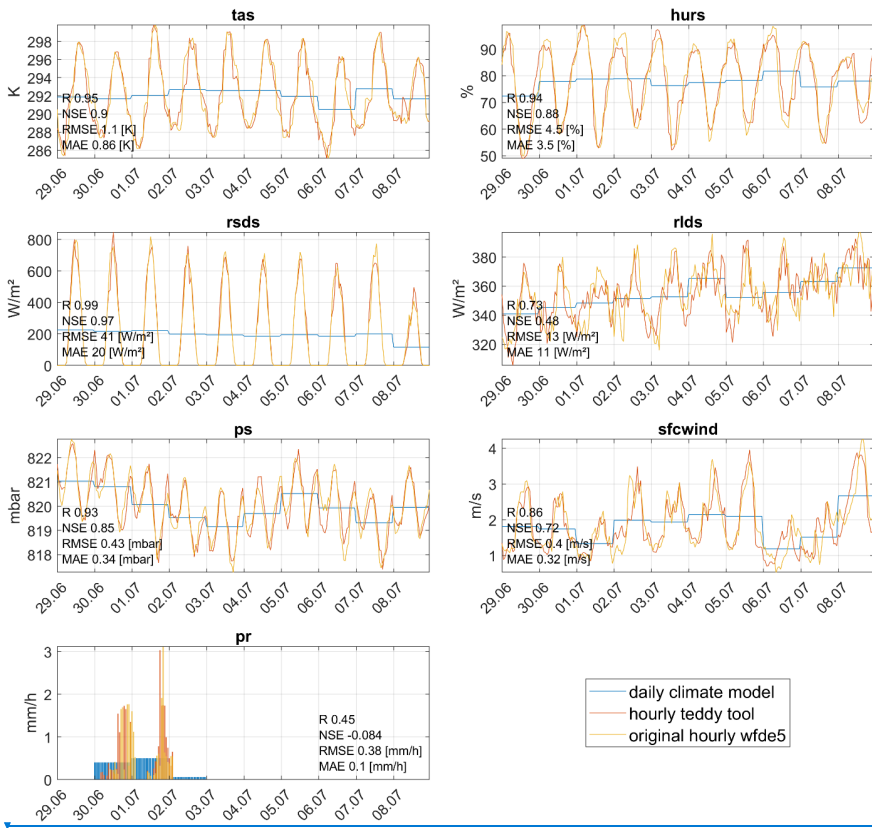 tas
K
298
296
294
292
290
288
286
R 0.95
NSE 0.9
RMSE 1.1 [K]
MAE 0.86 [K]
29.06
30.06
01.07
02.07
03.07
04.07
05.07
06.07
07.07
08.07
hurs
%
90
80
70
60
50
R 0.94
NSE 0.88
RMSE 4.5 [%]
MAE 3.5 [%]
29.06
30.06
01.07
02.07
03.07
04.07
05.07
06.07
07.07
08.07
rsds
W/m²
800
600
400
200
0
R 0.99
NSE 0.97
RMSE 41 [W/m²]
MAE 20 [W/m²]
29.06
30.06
01.07
02.07
03.07
04.07
05.07
06.07
07.07
08.07
rlds
W/m²
380
360
340
320
R 0.73
NSE 0.48
RMSE 13 [W/m²]
MAE 11 [W/m²]
29.06
30.06
01.07
02.07
03.07
04.07
05.07
06.07
07.07
08.07
ps
mbar
822
821
820
819
818
R 0.93
NSE 0.85
RMSE 0.43 [mbar]
MAE 0.34 [mbar]
29.06
30.06
01.07
02.07
03.07
04.07
05.07
06.07
07.07
08.07
sfcwind
m/s
4
3
2
1
R 0.86
NSE 0.72
RMSE 0.4 [m/s]
MAE 0.32 [m/s]
29.06
30.06
01.07
02.07
03.07
04.07
05.07
06.07
07.07
08.07
pr
mm/h
3
2
1
0
R 0.45
NSE -0.084
RMSE 0.38 [mm/h]
MAE 0.1 [mm/h]
29.06
30.06
01.07
02.07
03.07
04.07
05.07
06.07
07.07
08.07
daily climate model
hourly teddy tool
original hourly wfde5